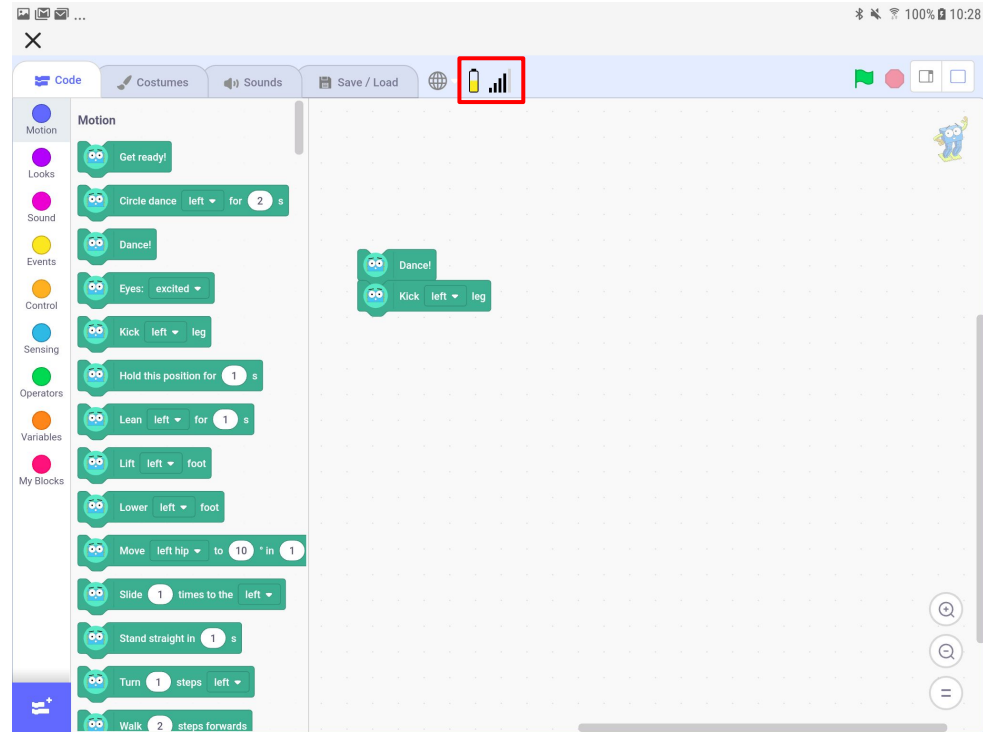 ... 100% 10:28
Code Costumes Sounds Save / Load
Motion
Looks
Sound
Events
Control
Sensing
Operators
Variables
My Blocks
Motion
Get ready!
Circle dance left for 2 s
Dance!
Eyes: excited
Kick left leg
Hold this position for 1 s
Lean left for 1 s
Lift left foot
Lower left foot
Move left hip to 10 ° in 1
Slide 1 times to the left
Stand straight in 1 s
Turn 1 steps left
Walk 2 steps forwards
Dance!
Kick left leg